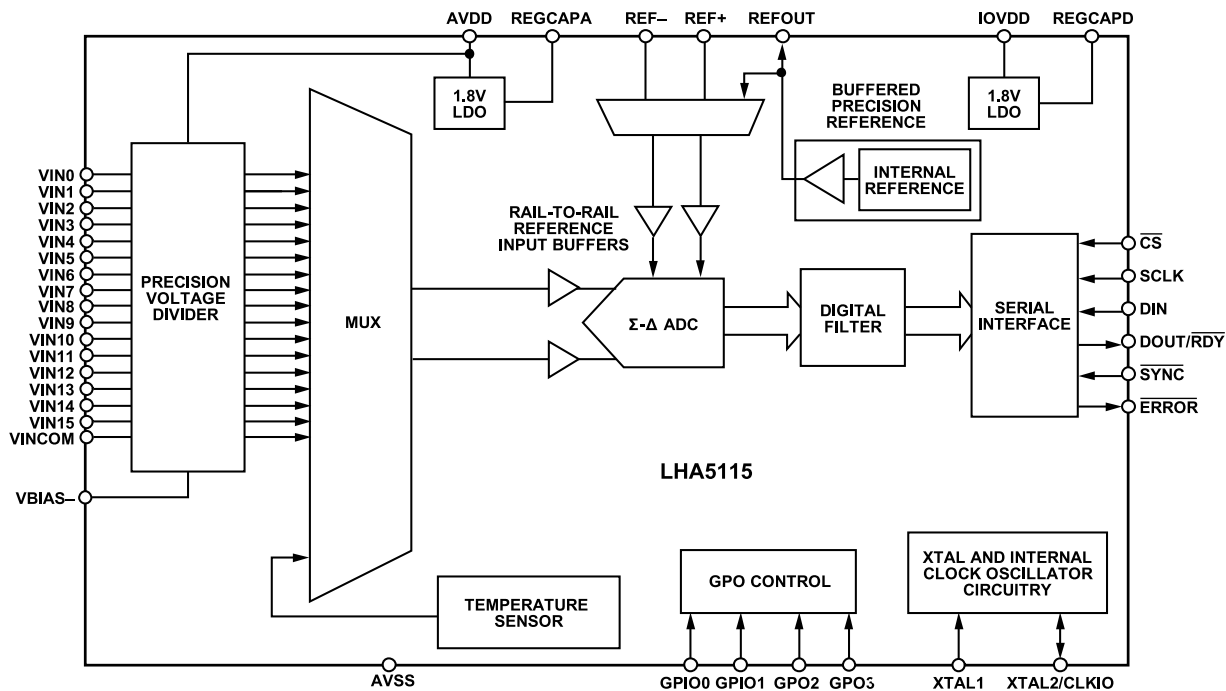 AVDD
REGCAPA
REF–
REF+
REFOUT
IOVDD
REGCAPD
1.8V
LDO
BUFFERED
PRECISION
REFERENCE
INTERNAL
REFERENCE
1.8V
LDO
RAIL-TO-RAIL
REFERENCE
INPUT BUFFERS
VIN0
VIN1
VIN2
VIN3
VIN4
VIN5
VIN6
VIN7
VIN8
VIN9
VIN10
VIN11
VIN12
VIN13
VIN14
VIN15
VINCOM
VBIAS–
PRECISION
VOLTAGE
DIVIDER
MUX
Σ-Δ ADC
DIGITAL
FILTER
SERIAL
INTERFACE
CS
SCLK
DIN
DOUT/RDY
SYNC
ERROR
LHA5115
TEMPERATURE
SENSOR
GPO CONTROL
XTAL AND INTERNAL
CLOCK OSCILLATOR
CIRCUITRY
AVSS
GPIO0
GPIO1
GPO2
GPO3
XTAL1
XTAL2/CLKIO